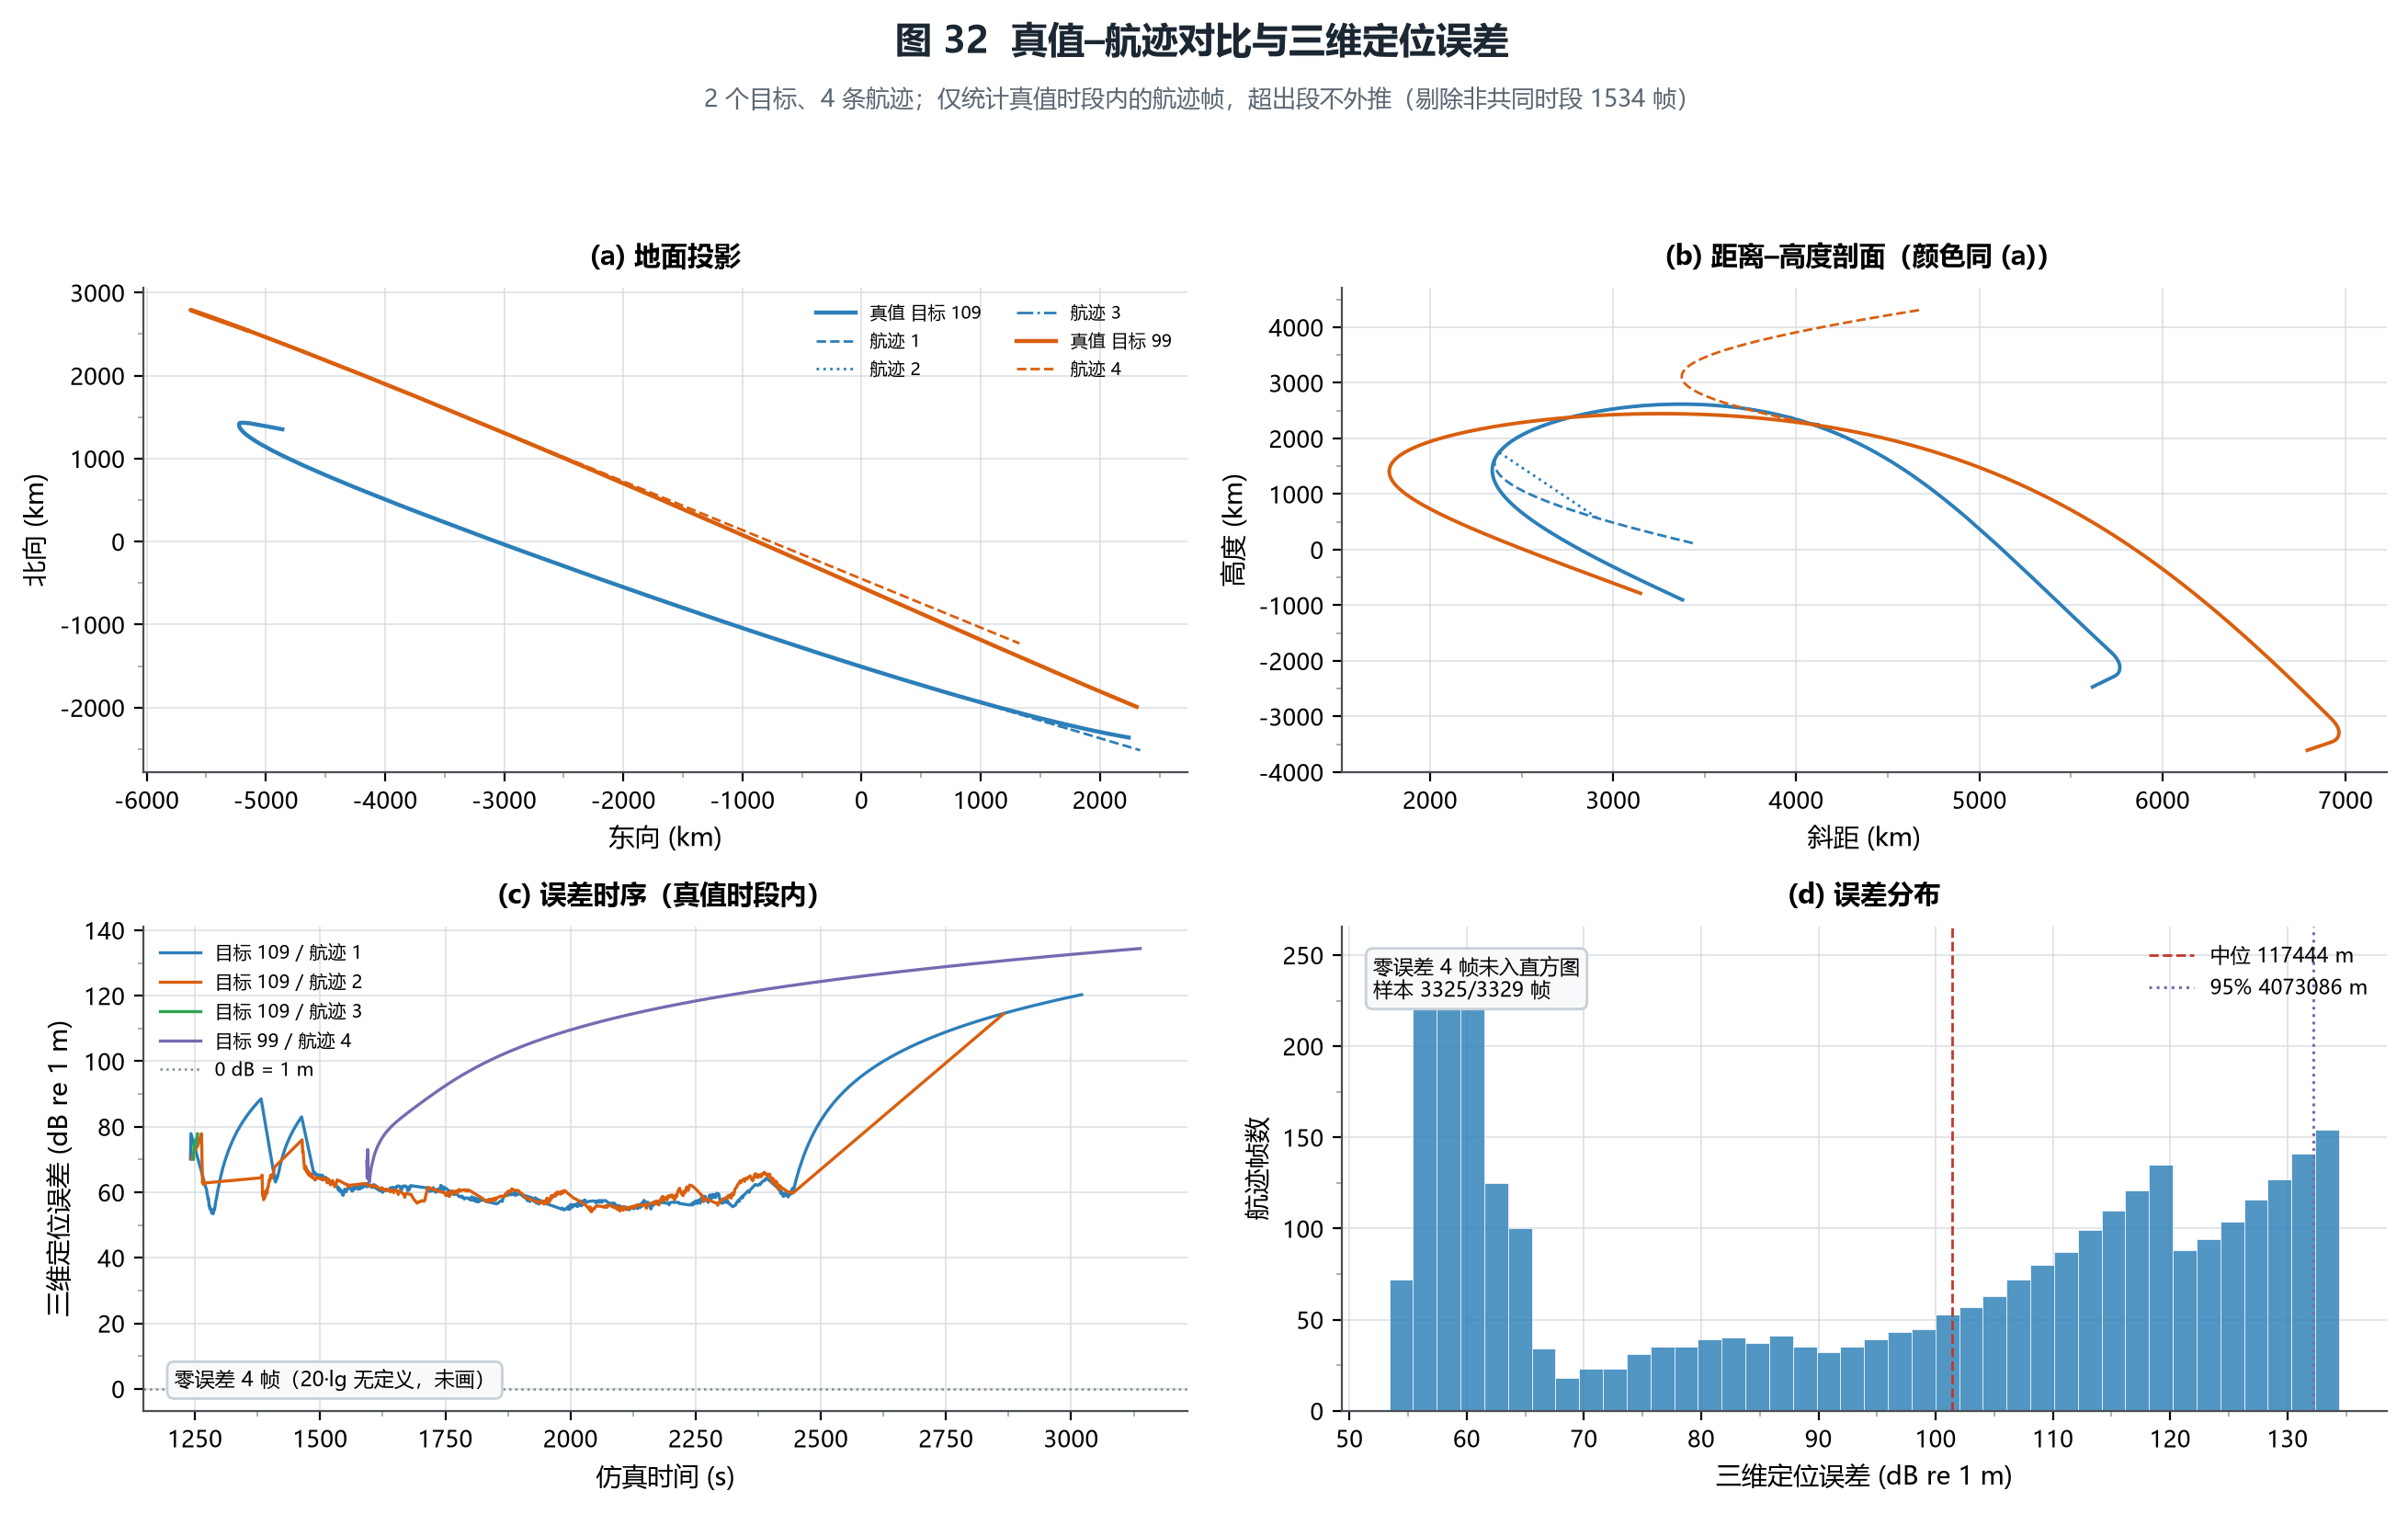 图 32 真值–航迹对比与三维定位误差
2 个目标、4 条航迹；仅统计真值时段内的航迹帧，超出段不外推（剔除非共同时段 1534 帧）
(a) 地面投影
3000
2000
1000
0
-1000
-2000
北向 (km)
真值 目标 109
航迹 1
航迹 2
航迹 3
真值 目标 99
航迹 4
-6000 -5000 -4000 -3000 -2000 -1000 0 1000 2000
东向 (km)
(b) 距离–高度剖面（颜色同 (a)）
4000
3000
2000
1000
0
-1000
-2000
-3000
-4000
高度 (km)
2000 3000 4000 5000 6000 7000
斜距 (km)
(c) 误差时序（真值时段内）
140
120
100
80
60
40
20
0
三维定位误差 (dB re 1 m)
目标 109 / 航迹 1
目标 109 / 航迹 2
目标 109 / 航迹 3
目标 99 / 航迹 4
0 dB = 1 m
零误差 4 帧（20·lg 无定义，未画）
1250 1500 1750 2000 2250 2500 2750 3000
仿真时间 (s)
(d) 误差分布
250
200
150
100
50
0
航迹帧数
零误差 4 帧未入直方图
样本 3325/3329 帧
中位 117444 m
95% 4073086 m
50 60 70 80 90 100 110 120 130
三维定位误差 (dB re 1 m)